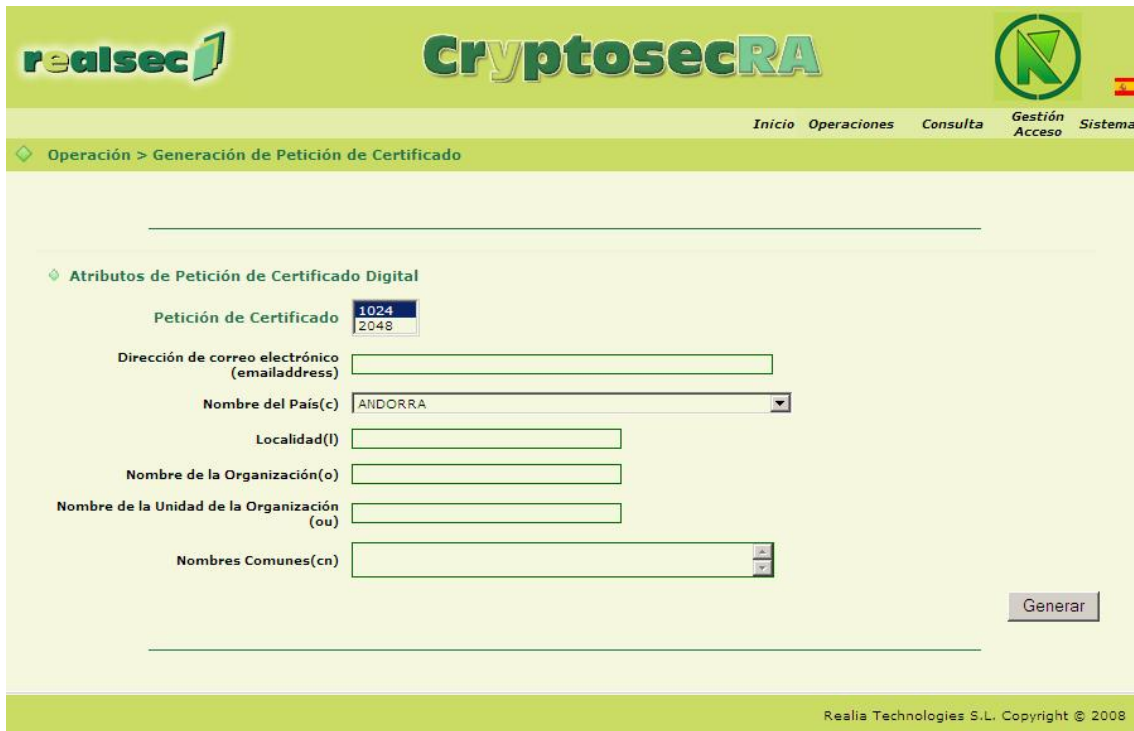 realsec
CryptosecRA
Inicio Operaciones Consulta Gestión Acceso Sistema
Operación > Generación de Petición de Certificado
Atributos de Petición de Certificado Digital
Petición de Certificado
1024
2048
Dirección de correo electrónico
(emailaddress)
Nombre del País(c) ANDORRA
Localidad(l)
Nombre de la Organización(o)
Nombre de la Unidad de la Organización
(ou)
Nombres Comunes(cn)
Generar
Realia Technologies S.L. Copyright © 2008